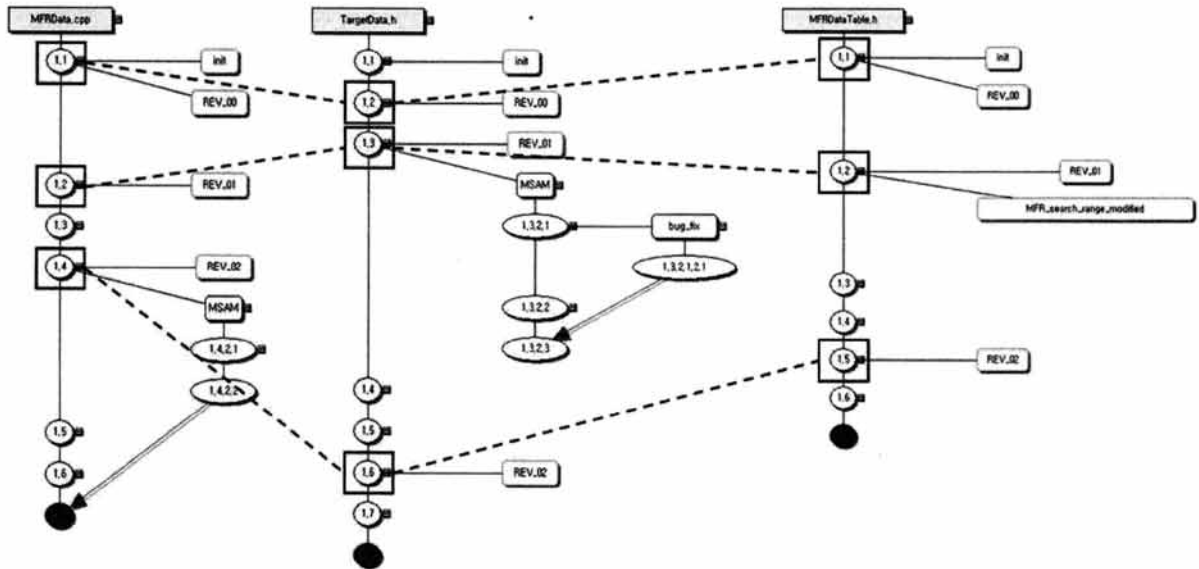 MFRData.cpp
1,1
init
REV_00
1,2
REV_01
1,3
1,4
REV_02
MSAM
1,4,2,1
1,4,2,2
1,5
1,6
TargetData.h
1,1
init
1,2
REV_00
1,3
REV_01
MSAM
1,3,2,1
bug_fix
1,3,2,1,2,1
1,3,2,2
1,3,2,3
1,4
1,5
1,6
REV_02
1,7
MFRDataTable.h
1,1
init
REV_00
1,2
REV_01
MFR_search_range_modified
1,3
1,4
1,5
REV_02
1,6